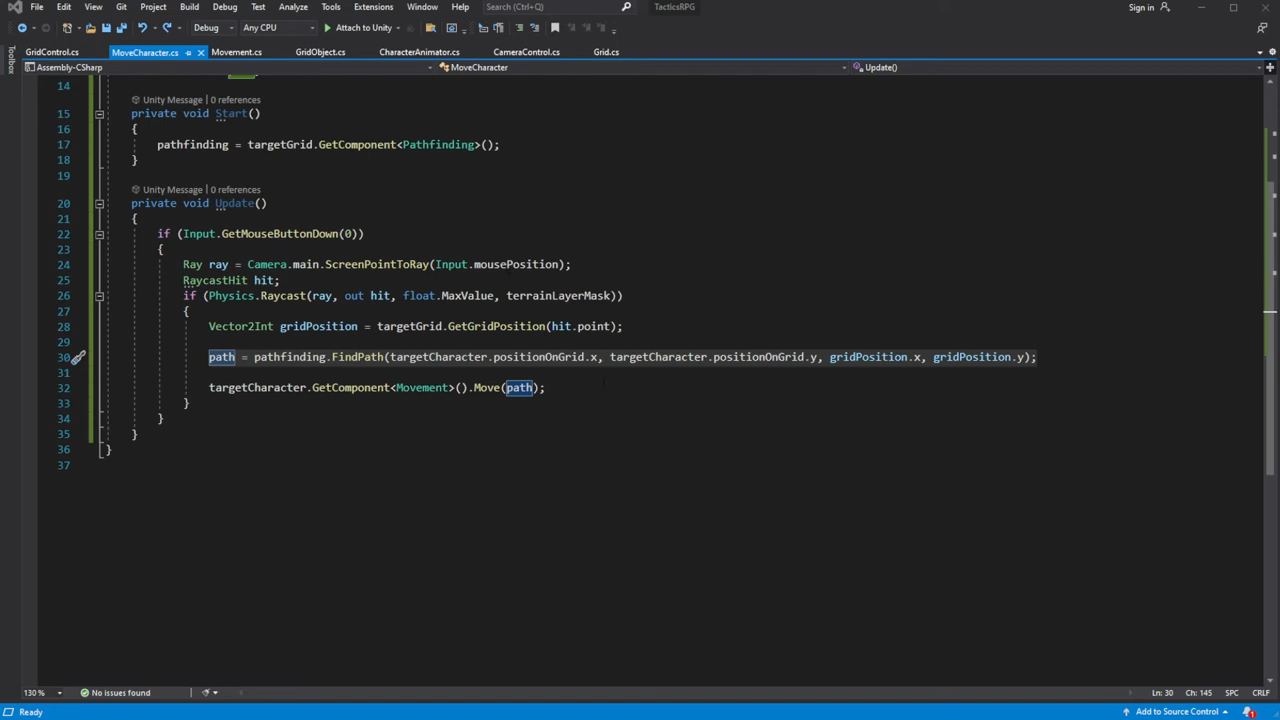 File Edit View Git Project Build Debug Test Analyze Tools Extensions Window Help Search (Ctrl+Q) TacticsRPG Sign in
Debug Any CPU Attach to Unity
GridControl.cs MoveCharacter.cs Movement.cs GridObject.cs CharacterAnimator.cs CameraControl.cs Grid.cs
Toolbox
Assembly-CSharp MoveCharacter Update()
14
Unity Message | 0 references
15 private void Start()
16 {
17 pathfinding = targetGrid.GetComponent<Pathfinding>();
18 }
19
Unity Message | 0 references
20 private void Update()
21 {
22 if (Input.GetMouseButtonDown(0))
23 {
24 Ray ray = Camera.main.ScreenPointToRay(Input.mousePosition);
25 RaycastHit hit;
26 if (Physics.Raycast(ray, out hit, float.MaxValue, terrainLayerMask))
27 {
28 Vector2Int gridPosition = targetGrid.GetGridPosition(hit.point);
29
30 path = pathfinding.FindPath(targetCharacter.positionOnGrid.x, targetCharacter.positionOnGrid.y, gridPosition.x, gridPosition.y);
31
32 targetCharacter.GetComponent<Movement>().Move(path);
33 }
34 }
35 }
36 }
37
130 % No issues found Ln: 30 Ch: 145 SPC CRLF
Ready Add to Source Control 1